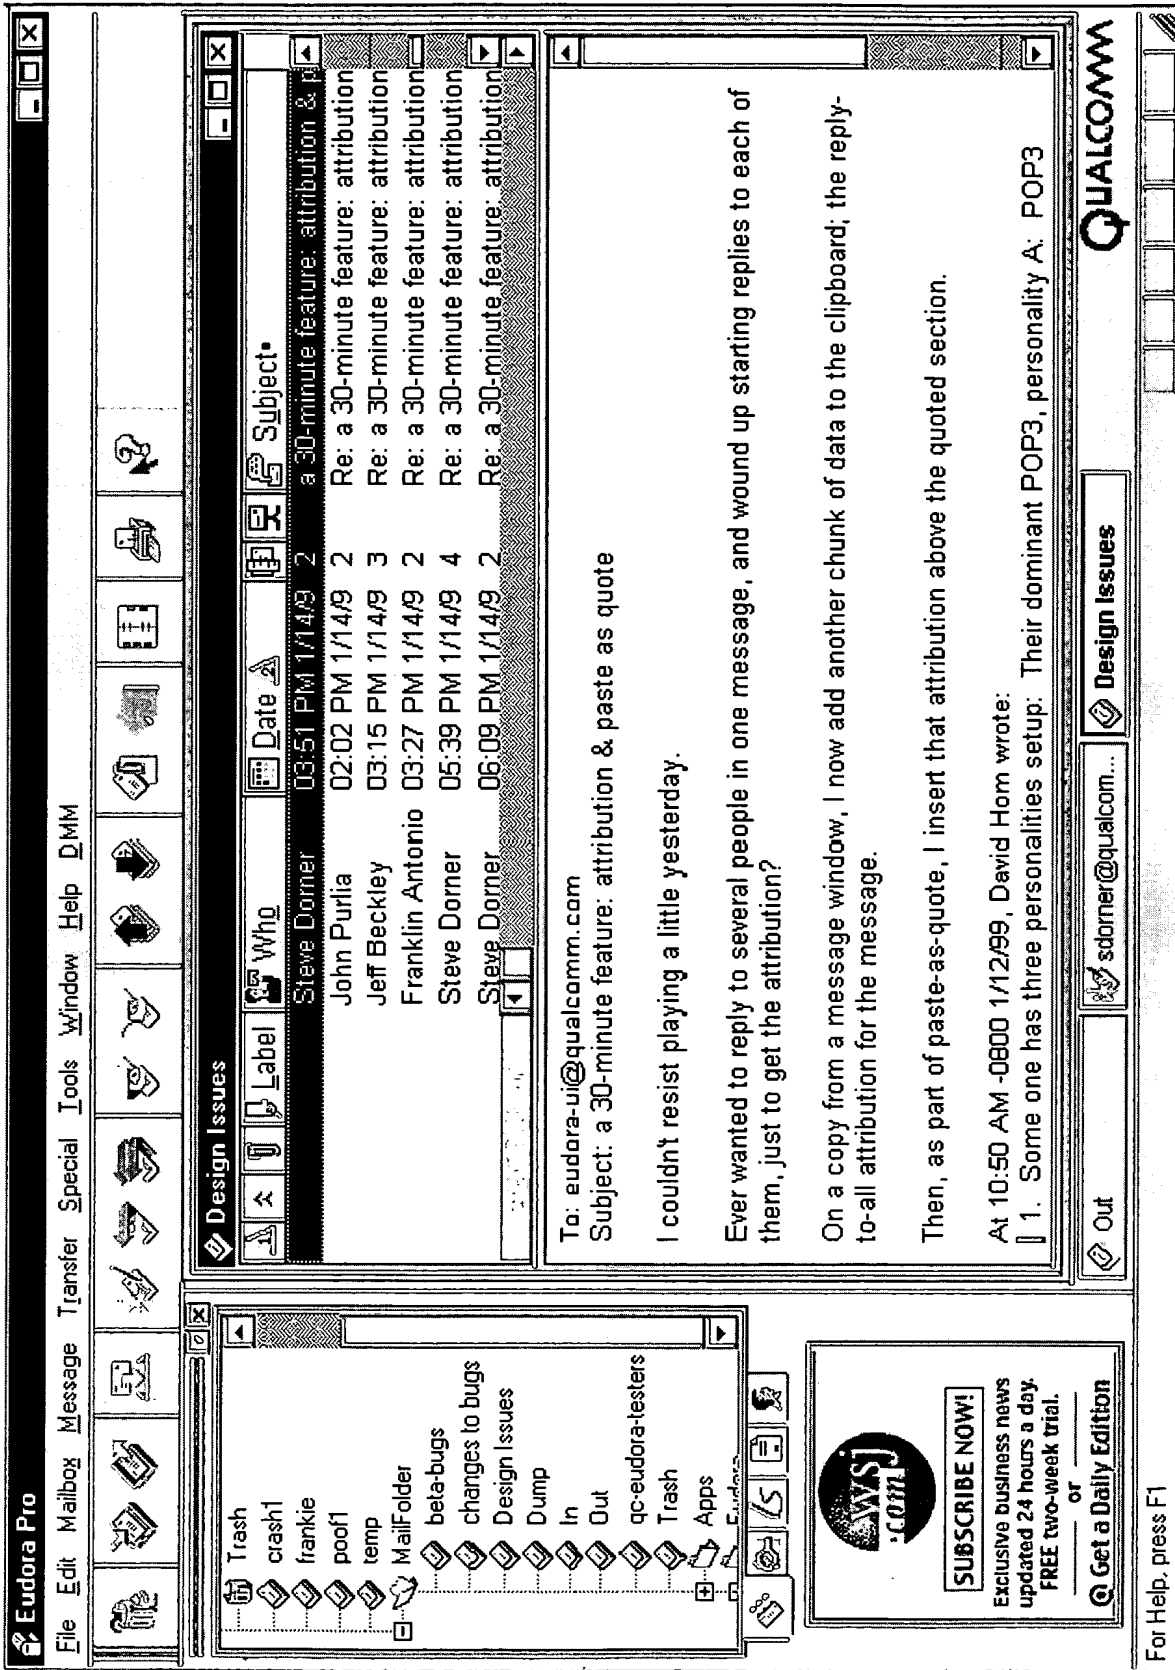 Eudora Pro
File Edit Mailbox Message Transfer Special Tools Window Help DMM
Trash
crash1
frankie
poof1
temp
MailFolder
beta-bugs
changes to bugs
Design Issues
Dump
In
Out
qc-eudora-testers
Trash
Apps
Eudora
wsj
.com
SUBSCRIBE NOW!
Exclusive business news
updated 24 hours a day.
FREE two-week trial.
or
@ Get a Daily Edition
Design Issues
Label Who Date Subject
Steve Dorner 03:51 PM 1/14/9 2 a 30-minute feature: attribution & p
John Purlia 02:02 PM 1/14/9 2 Re: a 30-minute feature: attribution
Jeff Beckley 03:15 PM 1/14/9 3 Re: a 30-minute feature: attribution
Franklin Antonio 03:27 PM 1/14/9 2 Re: a 30-minute feature: attribution
Steve Dorner 05:39 PM 1/14/9 4 Re: a 30-minute feature: attribution
Steve Dorner 06:09 PM 1/14/9 2 Re: a 30-minute feature: attribution
To: eudora-ui@qualcomm.com
Subject: a 30-minute feature: attribution & paste as quote
I couldn't resist playing a little yesterday.
Ever wanted to reply to several people in one message, and wound up starting replies to each of
them, just to get the attribution?
On a copy from a message window, I now add another chunk of data to the clipboard; the reply-
to-all attribution for the message.
Then, as part of paste-as-quote, I insert that attribution above the quoted section.
At 10:50 AM -0800 1/12/99, David Hom wrote:
1. Some one has three personalities setup: Their dominant POP3, personality A: POP3
Out sdorner@qualcom... Design Issues QUALCOMM
For Help, press F1